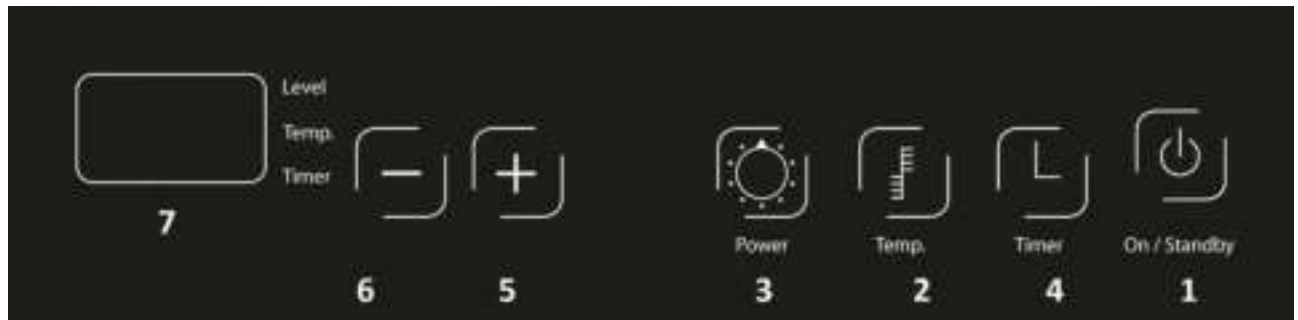 Level
Temp.
Timer
7
6
5
Power
Temp.
Timer
On / Standby
3
2
4
1